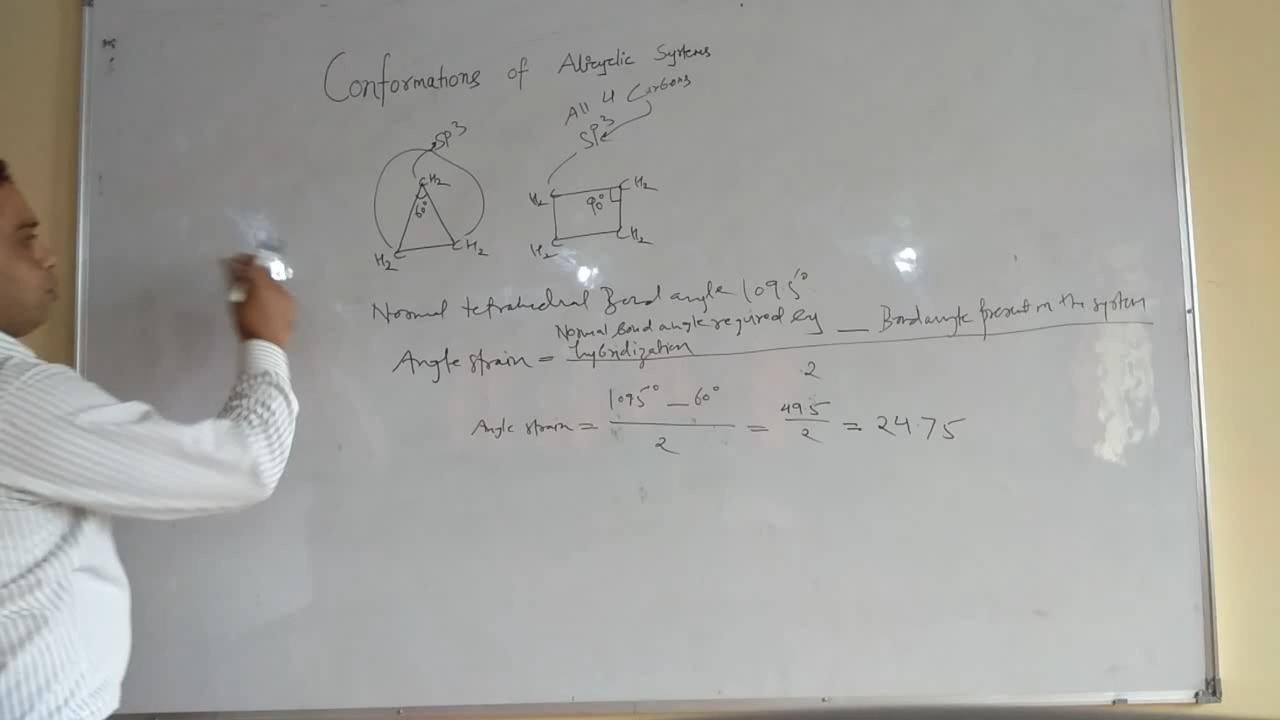 Conformations of Alicyclic Systems
All 4 Carbons
SP³
SP³
CH₂
60°
H₂C
CH₂
H₂C
CH₂
90°
H₂C
CH₂
Normal tetrahedral Bond angle 109.5°
Angle strain = Normal Bond angle required by hybridization — Bond angle present in the system
2
Angle strain = 109.5° — 60° = 49.5 = 24.75
2
2